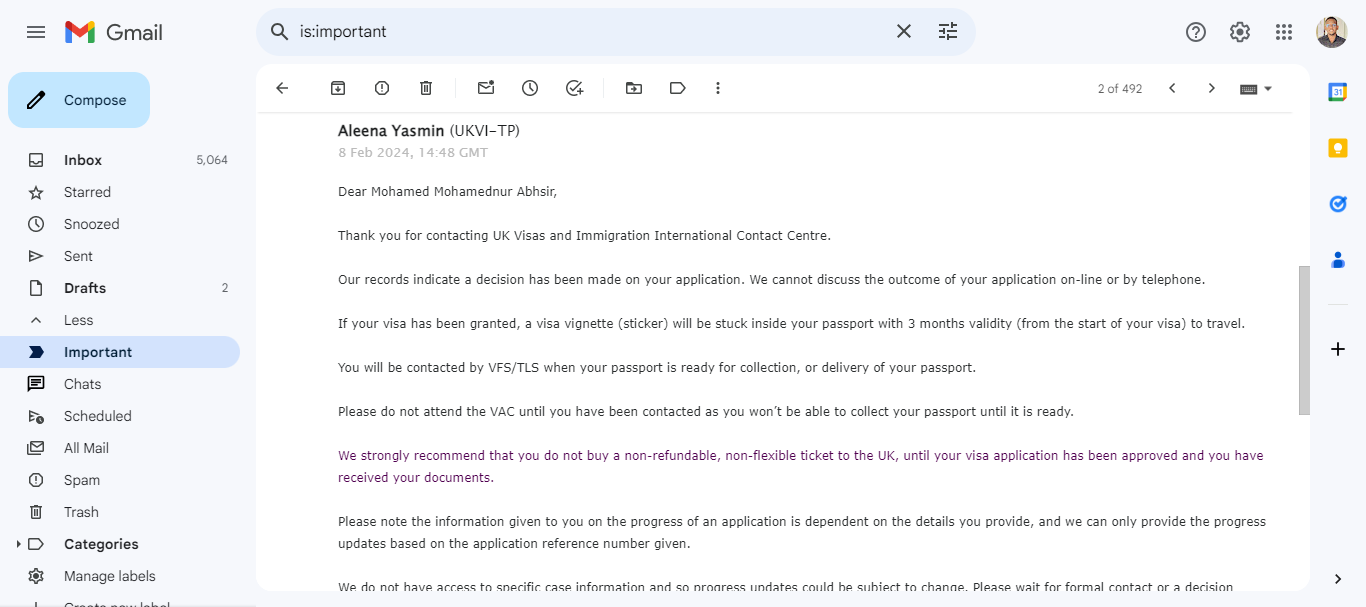 Gmail
is:important
Compose
Inbox 5,064
Starred
Snoozed
Sent
Drafts 2
Less
Important
Chats
Scheduled
All Mail
Spam
Trash
Categories
Manage labels
Create new label
2 of 492
Aleena Yasmin (UKVI-TP)
8 Feb 2024, 14:48 GMT
Dear Mohamed Mohamednur Abhsir,
Thank you for contacting UK Visas and Immigration International Contact Centre.
Our records indicate a decision has been made on your application. We cannot discuss the outcome of your application on-line or by telephone.
If your visa has been granted, a visa vignette (sticker) will be stuck inside your passport with 3 months validity (from the start of your visa) to travel.
You will be contacted by VFS/TLS when your passport is ready for collection, or delivery of your passport.
Please do not attend the VAC until you have been contacted as you won’t be able to collect your passport until it is ready.
We strongly recommend that you do not buy a non-refundable, non-flexible ticket to the UK, until your visa application has been approved and you have
received your documents.
Please note the information given to you on the progress of an application is dependent on the details you provide, and we can only provide the progress
updates based on the application reference number given.
We do not have access to specific case information and so progress updates could be subject to change. Please wait for formal contact or a decision
31